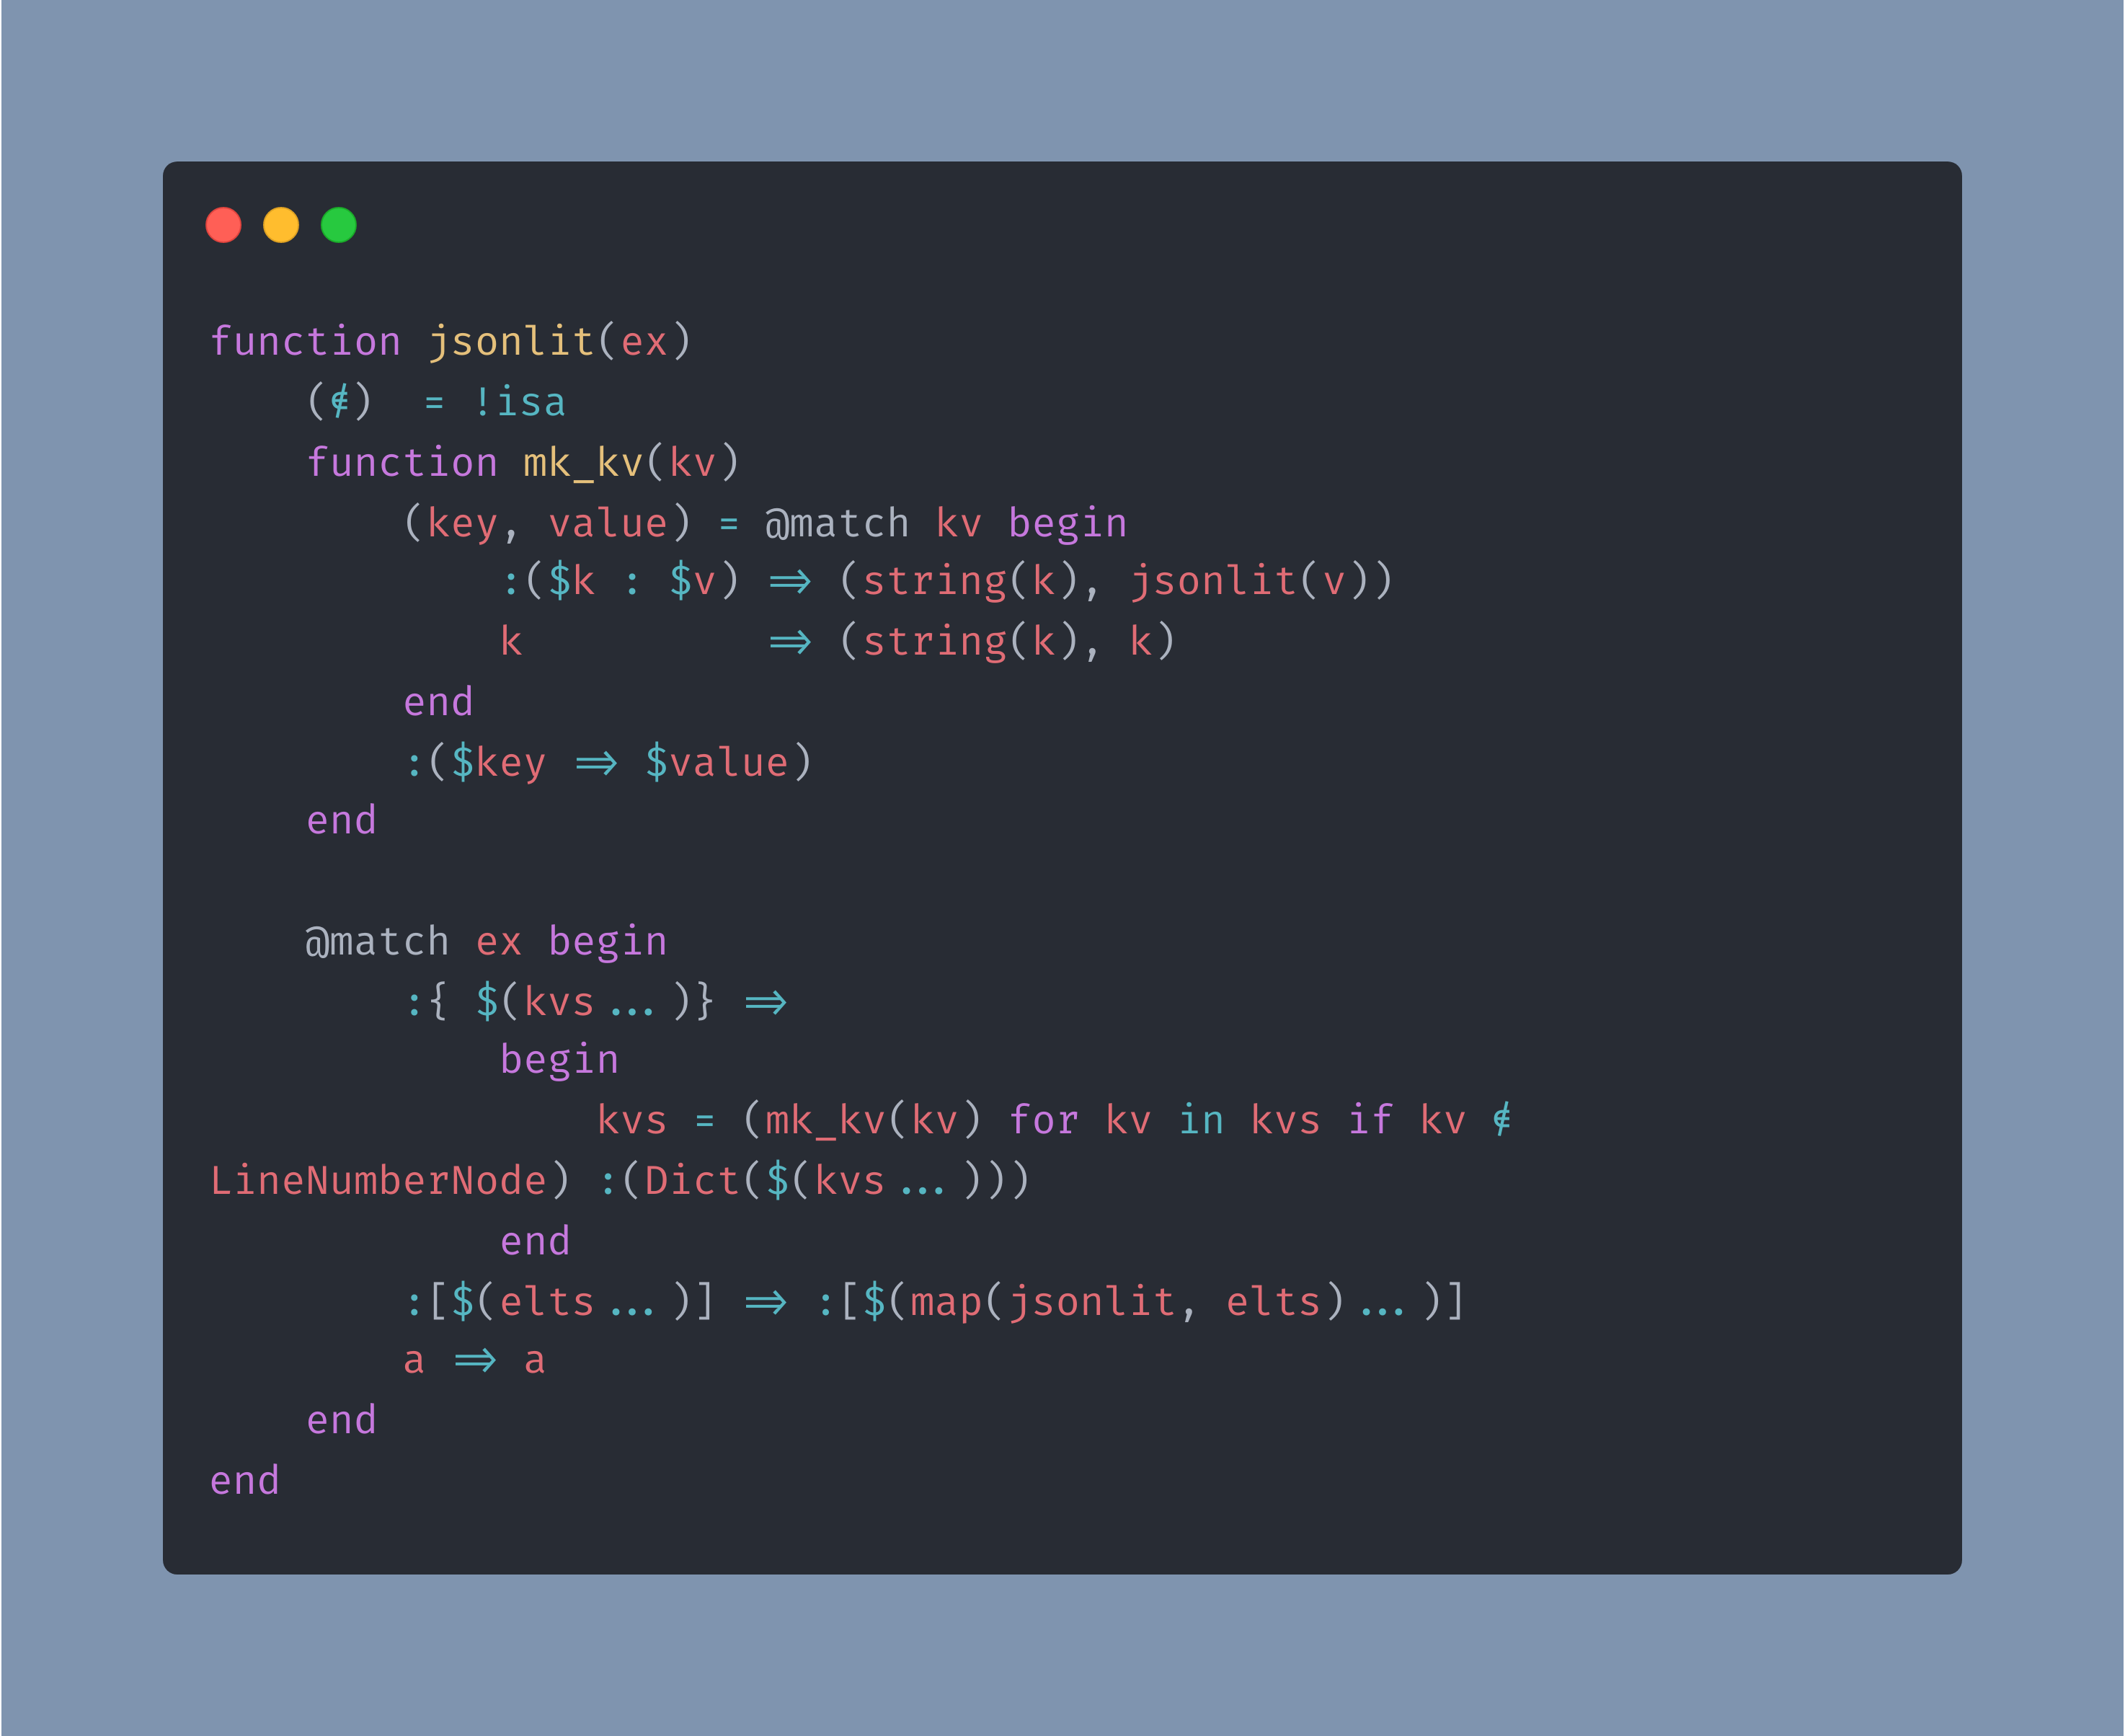 function jsonlit(ex)
    (∉)  = !isa
    function mk_kv(kv)
        (key, value) = @match kv begin
            :($k : $v) => (string(k), jsonlit(v))
            k          => (string(k), k)
        end
        :($key => $value)
    end

    @match ex begin
        :{ $(kvs...)} =>
            begin
                kvs = (mk_kv(kv) for kv in kvs if kv ∉
LineNumberNode) :(Dict($(kvs...)))
            end
        :[$(elts...)] => :[$(map(jsonlit, elts)...)]
        a => a
    end
end